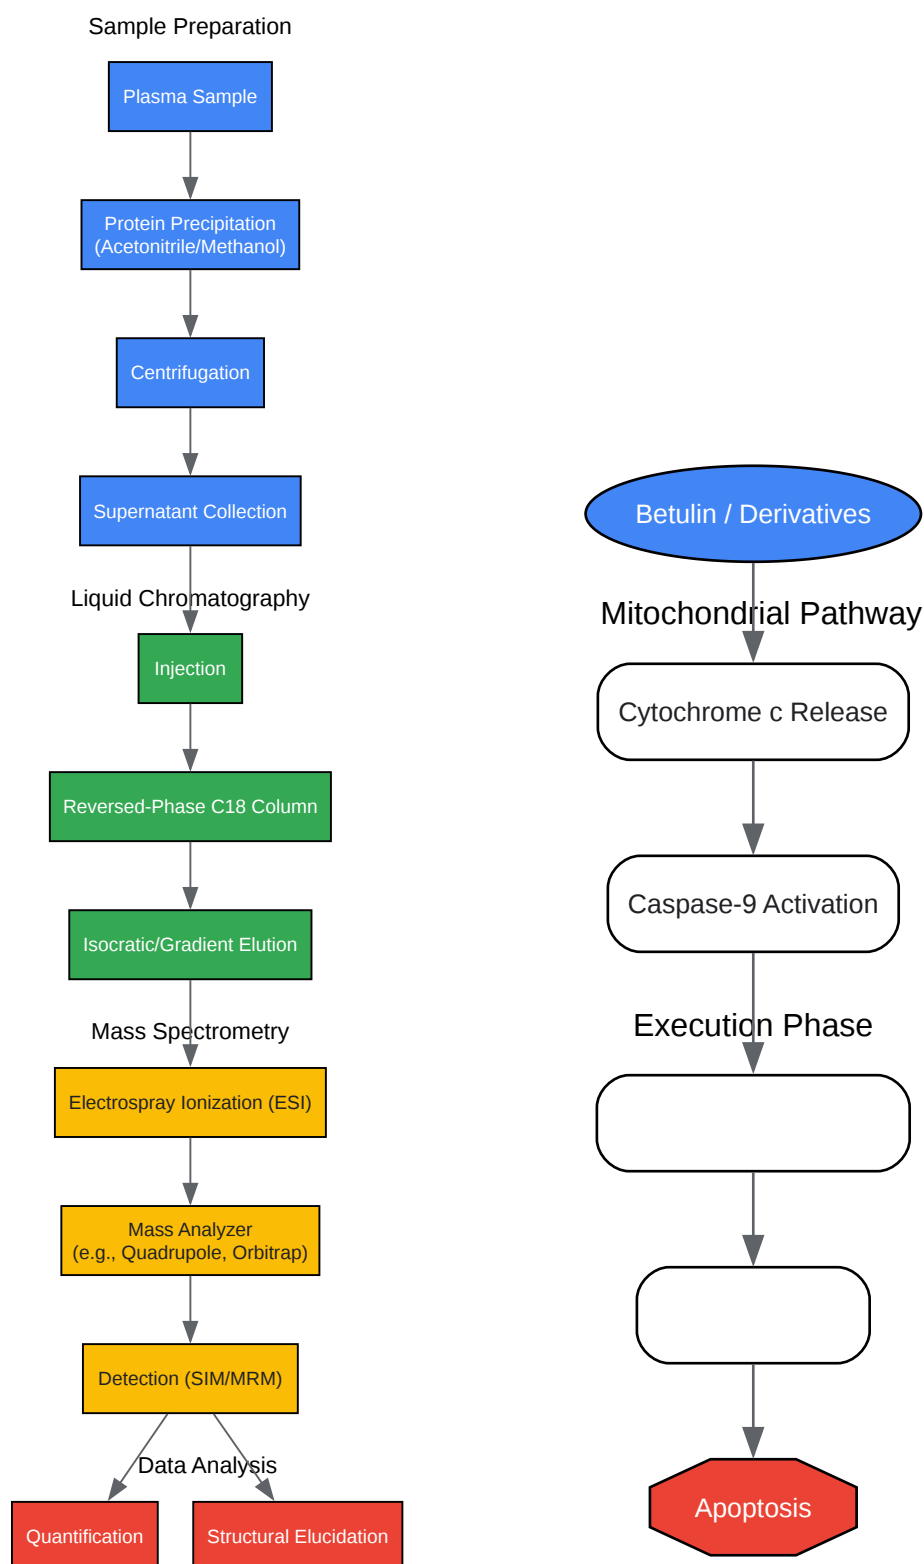 Sample Preparation
Plasma Sample
Protein Precipitation
(Acetonitrile/Methanol)
Centrifugation
Supernatant Collection
Liquid Chromatography
Injection
Reversed-Phase C18 Column
Isocratic/Gradient Elution
Mass Spectrometry
Electrospray Ionization (ESI)
Mass Analyzer
(e.g., Quadrupole, Orbitrap)
Detection (SIM/MRM)
Data Analysis
Quantification
Structural Elucidation
Betulin / Derivatives
Mitochondrial Pathway
Cytochrome c Release
Caspase-9 Activation
Execution Phase
Apoptosis